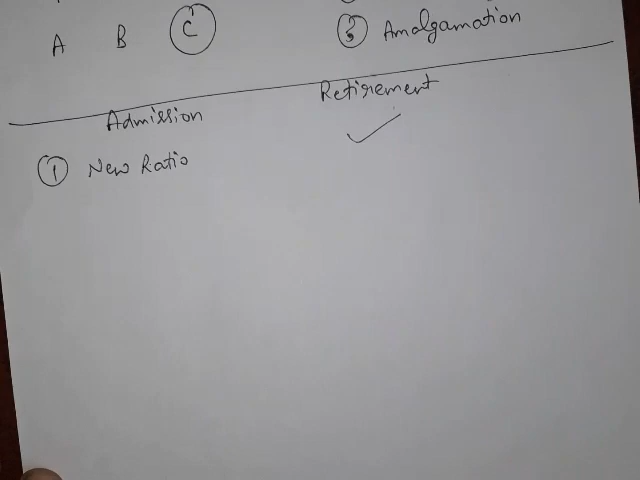 A B C
③ Amalgamation
Admission Retirement
① New Ratio